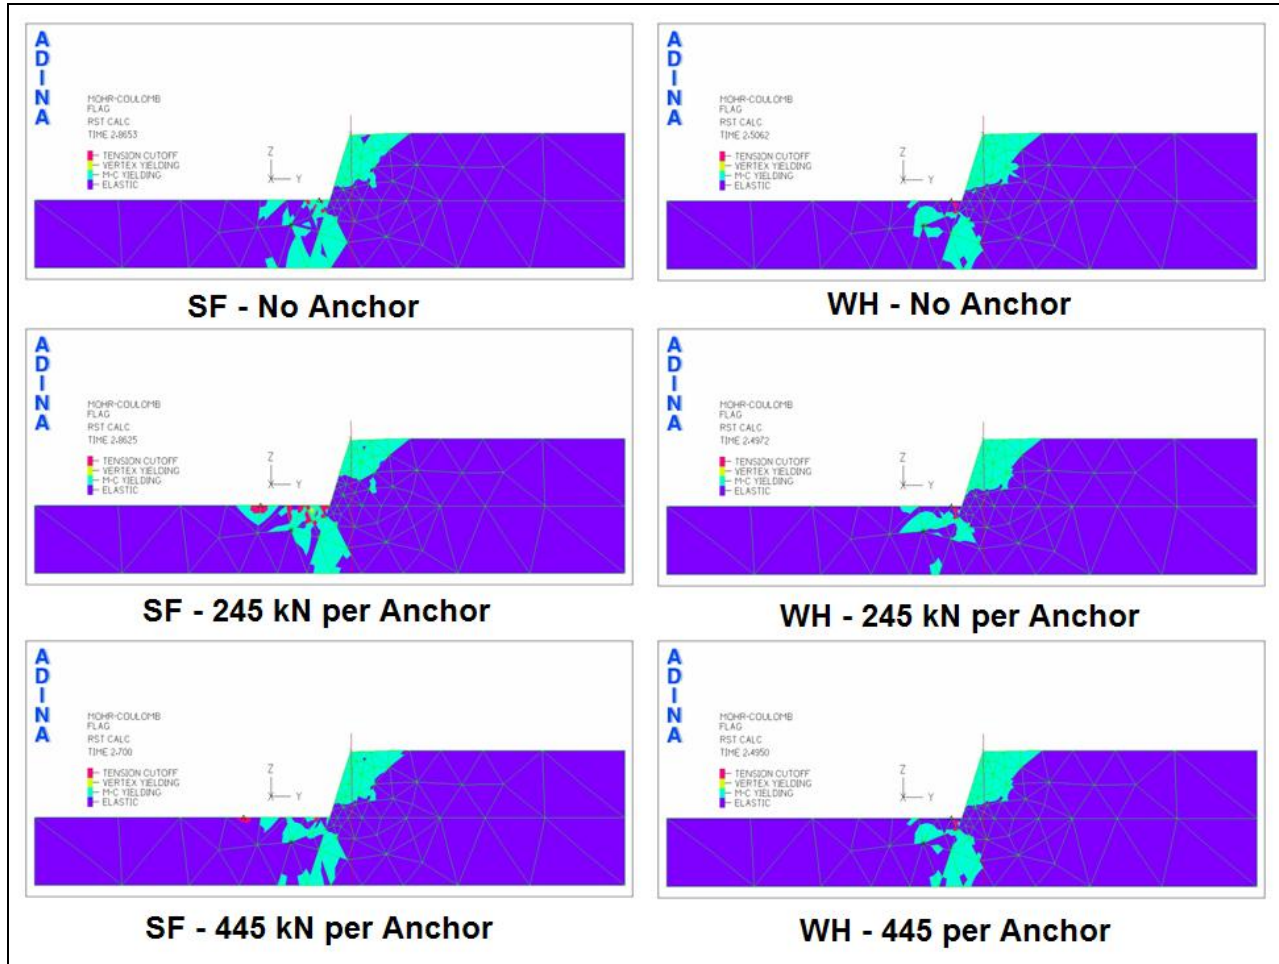 ADINA
MOHR-COULOMB
FLAG
RST CALC
TIME 2.8653
TENSION CUTOFF
VERTEX YIELDING
M-C YIELDING
ELASTIC
Z
X
Y
SF - No Anchor
ADINA
MOHR-COULOMB
FLAG
RST CALC
TIME 2.5062
TENSION CUTOFF
VERTEX YIELDING
M-C YIELDING
ELASTIC
Z
X
Y
WH - No Anchor
ADINA
MOHR-COULOMB
FLAG
RST CALC
TIME 2.8625
TENSION CUTOFF
VERTEX YIELDING
M-C YIELDING
ELASTIC
Z
X
Y
SF - 245 kN per Anchor
ADINA
MOHR-COULOMB
FLAG
RST CALC
TIME 2.4972
TENSION CUTOFF
VERTEX YIELDING
M-C YIELDING
ELASTIC
Z
X
Y
WH - 245 kN per Anchor
ADINA
MOHR-COULOMB
FLAG
RST CALC
TIME 2.700
TENSION CUTOFF
VERTEX YIELDING
M-C YIELDING
ELASTIC
Z
X
Y
SF - 445 kN per Anchor
ADINA
MOHR-COULOMB
FLAG
RST CALC
TIME 2.4950
TENSION CUTOFF
VERTEX YIELDING
M-C YIELDING
ELASTIC
Z
X
Y
WH - 445 per Anchor